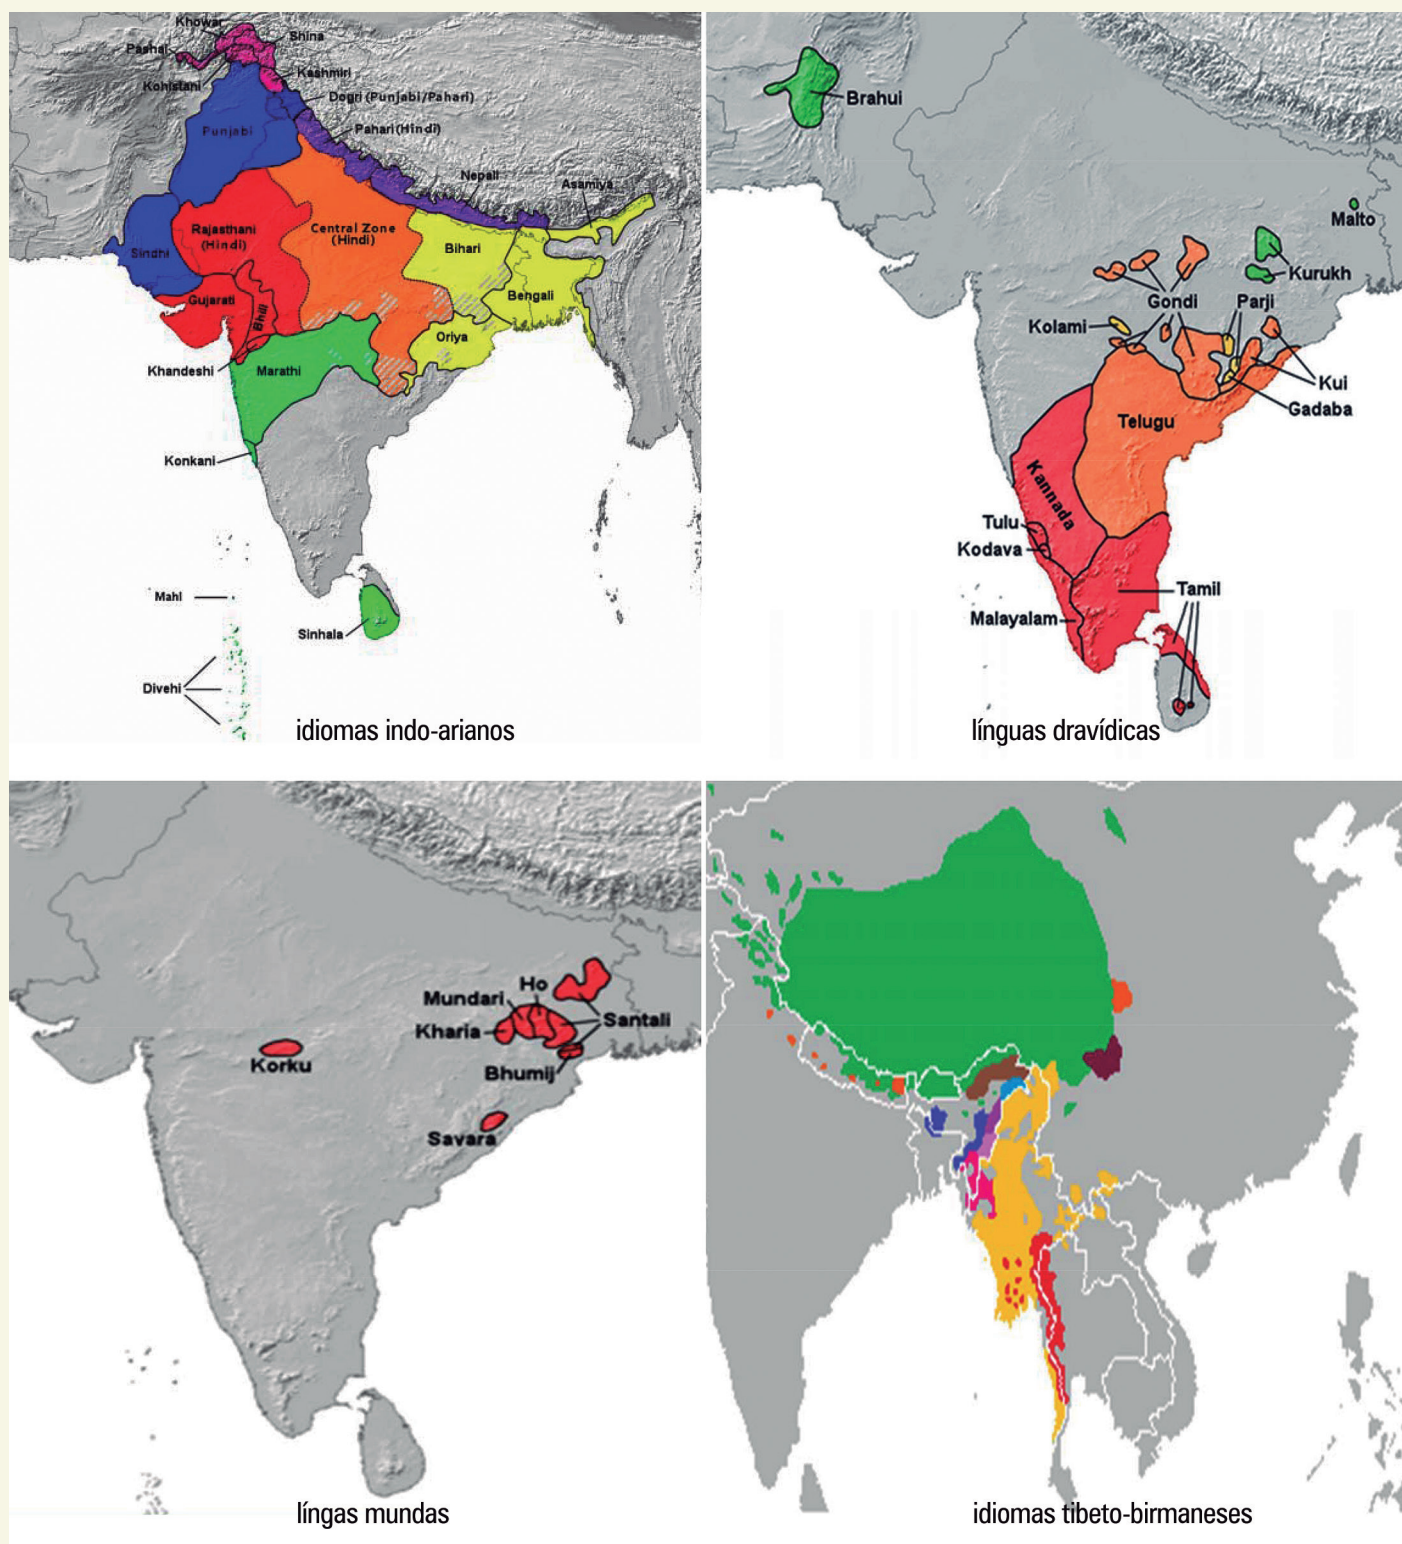 Khowar
Shina
Pashai
Kashmiri
Kohistani
Dogri (Punjabi/Pahari)
Punjabi
Pahari (Hindi)
Nepali
Asamiya
Rajasthani
(Hindi)
Central Zone
(Hindi)
Bihari
Sindhi
Gujarati
Bhili
Bengali
Oriya
Khandeshi
Marathi
Konkani
Mahl
Sinhala
Divehi
idiomas indo-arianos
Brahui
Malto
Kurukh
Gondi
Parji
Kolami
Kui
Gadaba
Telugu
Kannada
Tulu
Kodava
Tamil
Malayalam
línguas dravídicas
Ho
Mundari
Santali
Kharia
Korku
Bhumij
Savara
língas mundas
idiomas tibeto-birmaneses